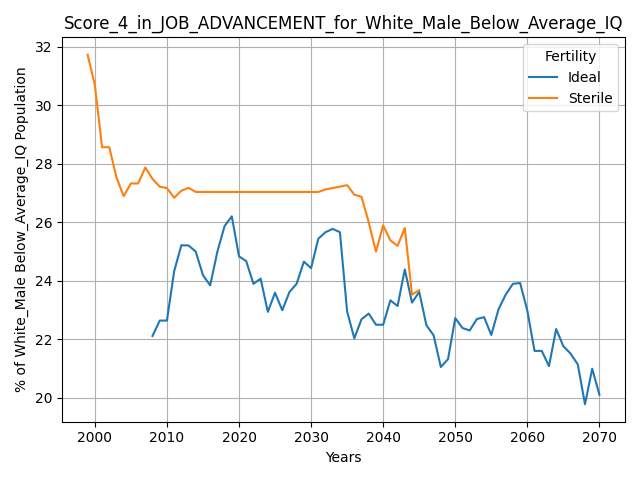 Score_4_in_JOB_ADVANCEMENT_for_White_Male_Below_Average_IQ
% of White_Male Below_Average_IQ Population
32
30
28
26
24
22
20
Fertility
Ideal
Sterile
2000 2010 2020 2030 2040 2050 2060 2070
Years